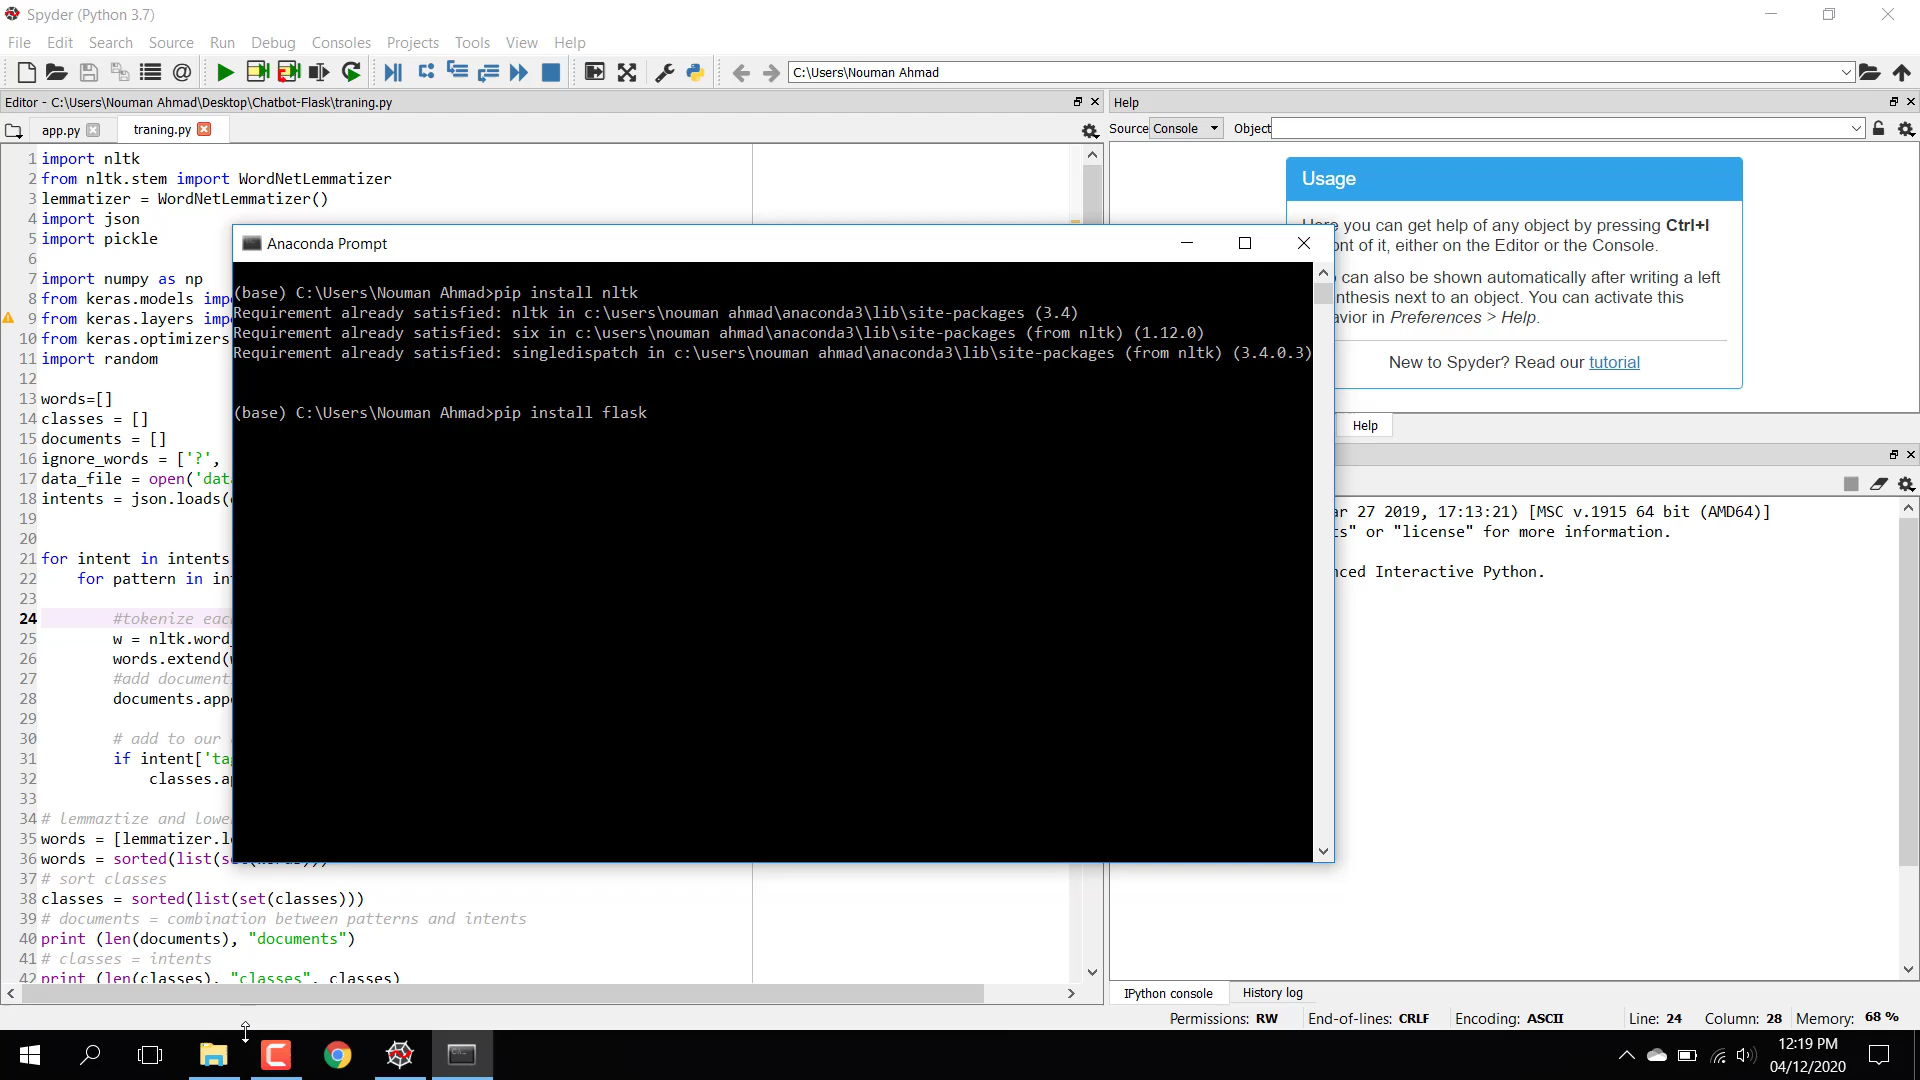 Spyder (Python 3.7)
File Edit Search Source Run Debug Consoles Projects Tools View Help
C:\Users\Nouman Ahmad
Editor - C:\Users\Nouman Ahmad\Desktop\Chatbot-Flask\traning.py
app.py
traning.py
1 import nltk
2 from nltk.stem import WordNetLemmatizer
3 lemmatizer = WordNetLemmatizer()
4 import json
5 import pickle
6
7 import numpy as np
8 from keras.models
9 from keras.layers
10 from keras.optimizers
11 import random
12
13 words=[]
14 classes = []
15 documents = []
16 ignore_words = ['?',
17 data_file = open(
18 intents = json.loads(
19
20
21 for intent in intents
22 for pattern in
23
24 #tokenize
25 w = nltk.word_
26 words.extend(
27 #add document
28 documents.
29
30 # add to our
31 if intent[
32 classes.
33
34 # lemmaztize and
35 words = [lemmatizer.
36 words = sorted(list(
37 # sort classes
38 classes = sorted(list(set(classes)))
39 # documents = combination between patterns and intents
40 print (len(documents), "documents")
41 # classes = intents
42 print (len(classes), "classes", classes)
Anaconda Prompt
(base) C:\Users\Nouman Ahmad>pip install nltk
Requirement already satisfied: nltk in c:\users\nouman ahmad\anaconda3\lib\site-packages (3.4)
Requirement already satisfied: six in c:\users\nouman ahmad\anaconda3\lib\site-packages (from nltk) (1.12.0)
Requirement already satisfied: singledispatch in c:\users\nouman ahmad\anaconda3\lib\site-packages (from nltk) (3.4.0.3)
(base) C:\Users\Nouman Ahmad>pip install flask
Help
Source Console Object
Usage
you can get help of any object by pressing Ctrl+I
of it, either on the Editor or the Console.
can also be shown automatically after writing a left
next to an object. You can activate this
in Preferences > Help.
New to Spyder? Read our tutorial
Help
27 2019, 17:13:21) [MSC v.1915 64 bit (AMD64)]
or "license" for more information.
Interactive Python.
IPython console
History log
Permissions: RW End-of-lines: CRLF Encoding: ASCII Line: 24 Column: 28 Memory: 68 %
12:19 PM
04/12/2020